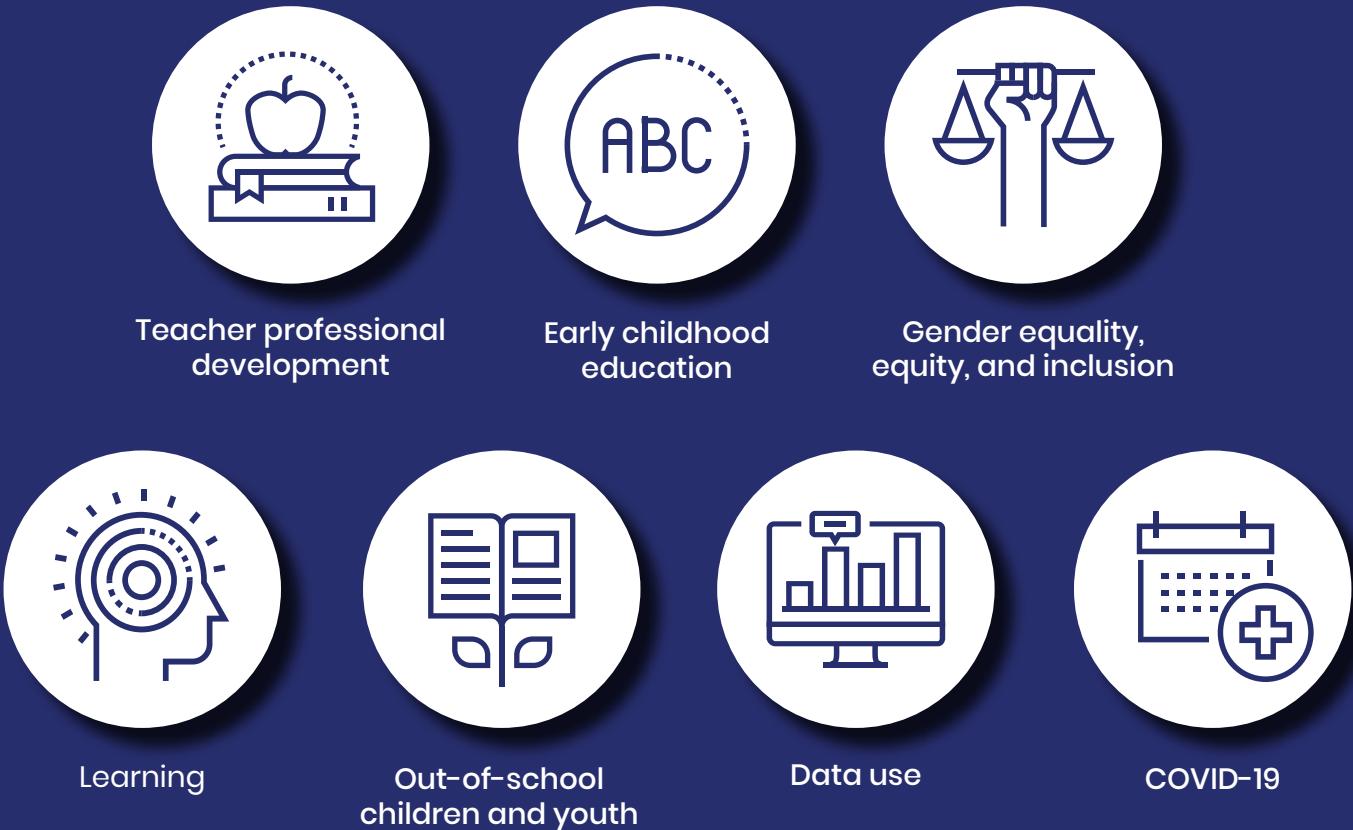 ABC
Teacher professional
development
Early childhood
education
Gender equality,
equity, and inclusion
Learning
Out-of-school
children and youth
Data use
COVID-19